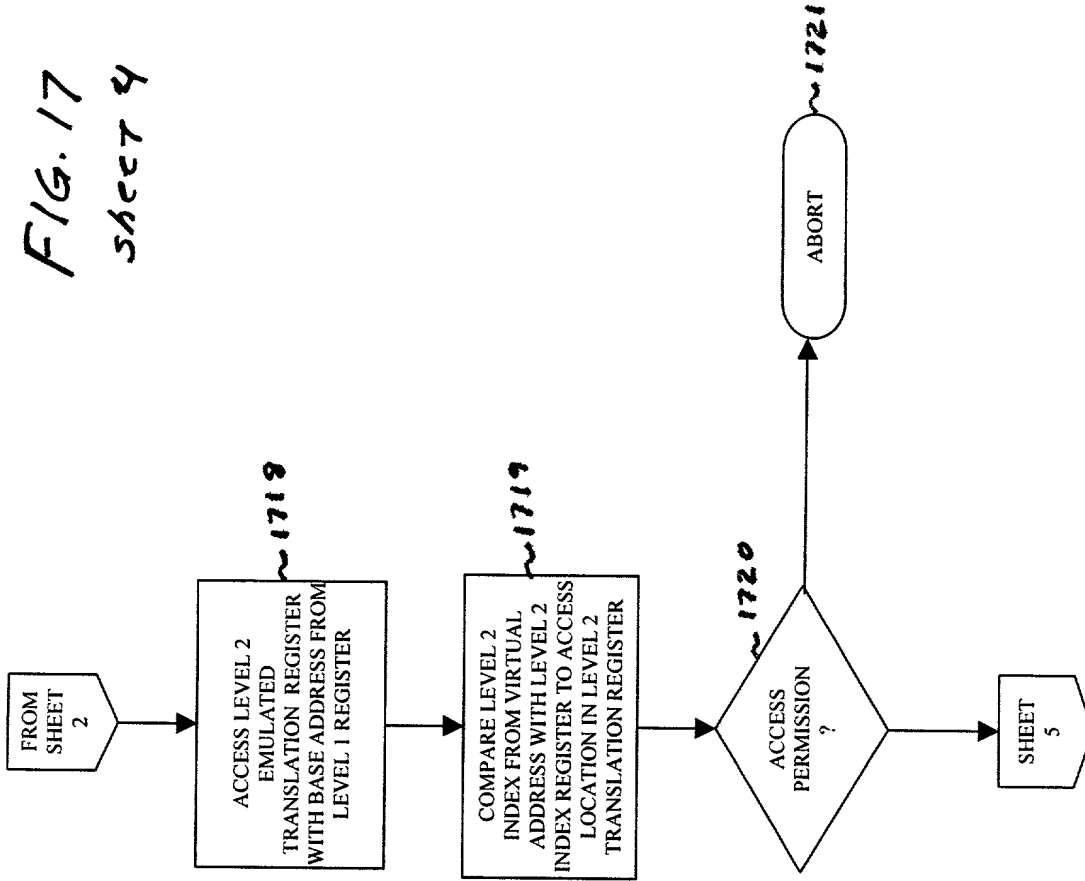 FIG. 17
sheet 4
FROM
SHEET
2
ACCESS LEVEL 2
EMULATED
TRANSLATION REGISTER
WITH BASE ADDRESS FROM
LEVEL 1 REGISTER
~1718
COMPARE LEVEL 2
INDEX FROM VIRTUAL
ADDRESS WITH LEVEL 2
INDEX REGISTER TO ACCESS
LOCATION IN LEVEL 2
TRANSLATION REGISTER
~1719
ACCESS
PERMISSION
?
~1720
ABORT
~1721
SHEET
5